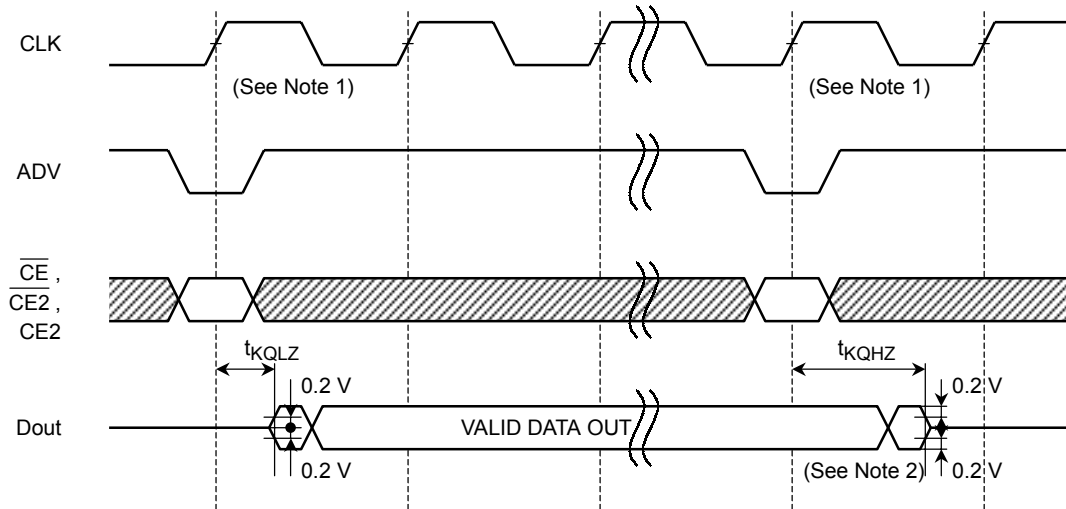 CLK
(See Note 1)
(See Note 1)
ADV
CE ,
CE2 ,
CE2
tKQLZ
tKQHZ
0.2 V
0.2 V
Dout
VALID DATA OUT
0.2 V
(See Note 2)
0.2 V